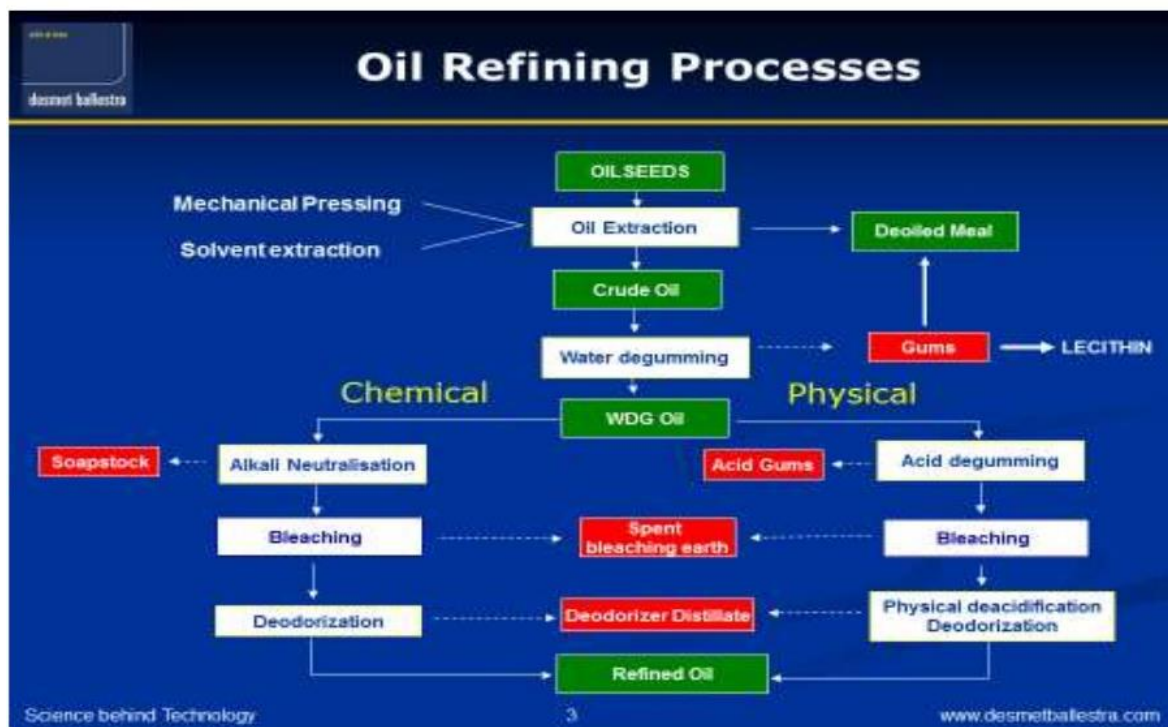 desmet ballestra
Oil Refining Processes
OILSEEDS
Mechanical Pressing
Solvent extraction
Oil Extraction
Deoiled Meal
Crude Oil
Water degumming
Gums
LECITHIN
Chemical
Physical
WDG Oil
Soapstock
Alkali Neutralisation
Acid Gums
Acid degumming
Bleaching
Spent
bleaching earth
Bleaching
Deodorization
Deodorizer Distillate
Physical deacidification
Deodorization
Refined Oil
Science behind Technology
3
www.desmetballestra.com